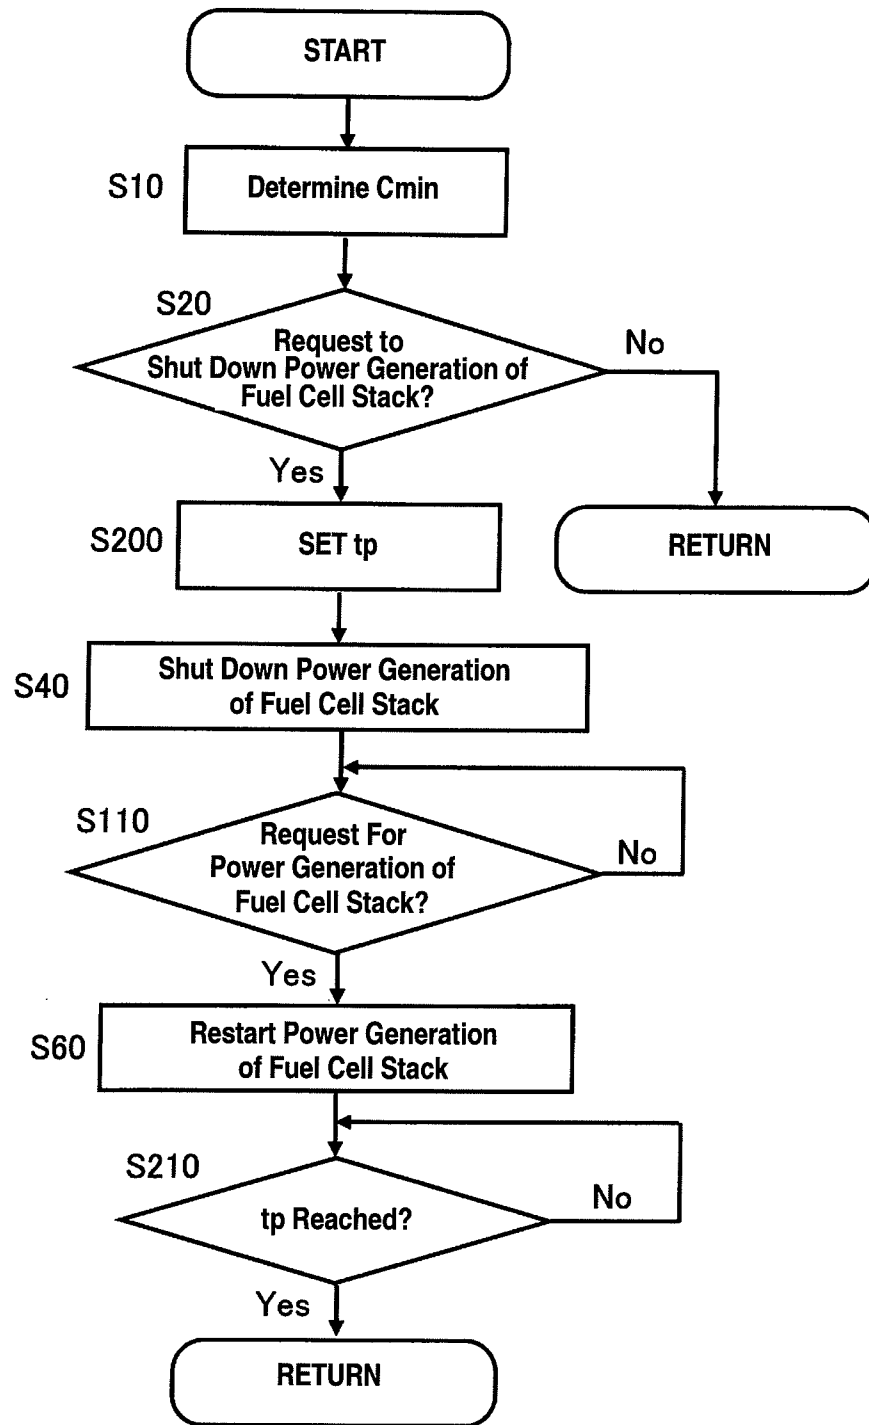 START
S10
Determine Cmin
S20
Request to
Shut Down Power Generation of
Fuel Cell Stack?
No
Yes
S200
SET tp
RETURN
S40
Shut Down Power Generation
of Fuel Cell Stack
S110
Request For
Power Generation of
Fuel Cell Stack?
No
Yes
S60
Restart Power Generation
of Fuel Cell Stack
S210
tp Reached?
No
Yes
RETURN